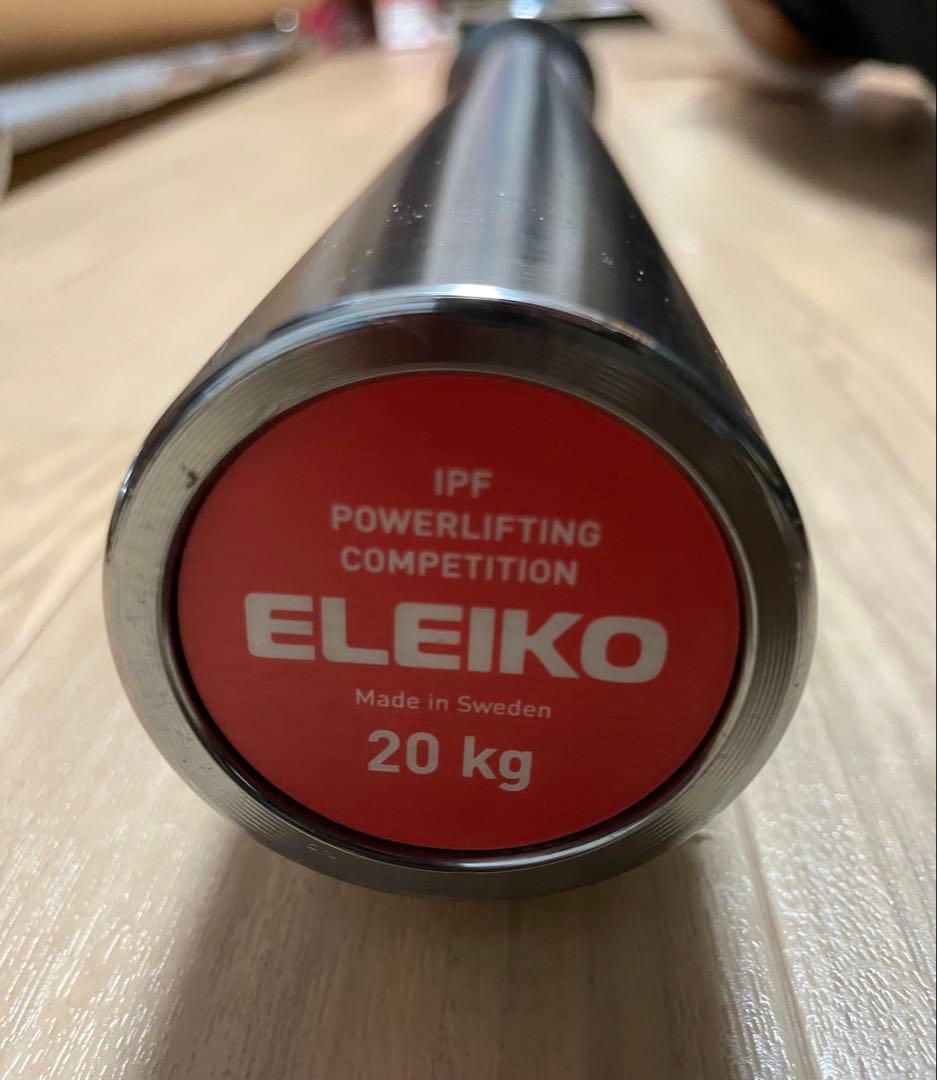 IPF
POWERLIFTING
COMPETITION
ELEIKO
Made in Sweden
20 kg